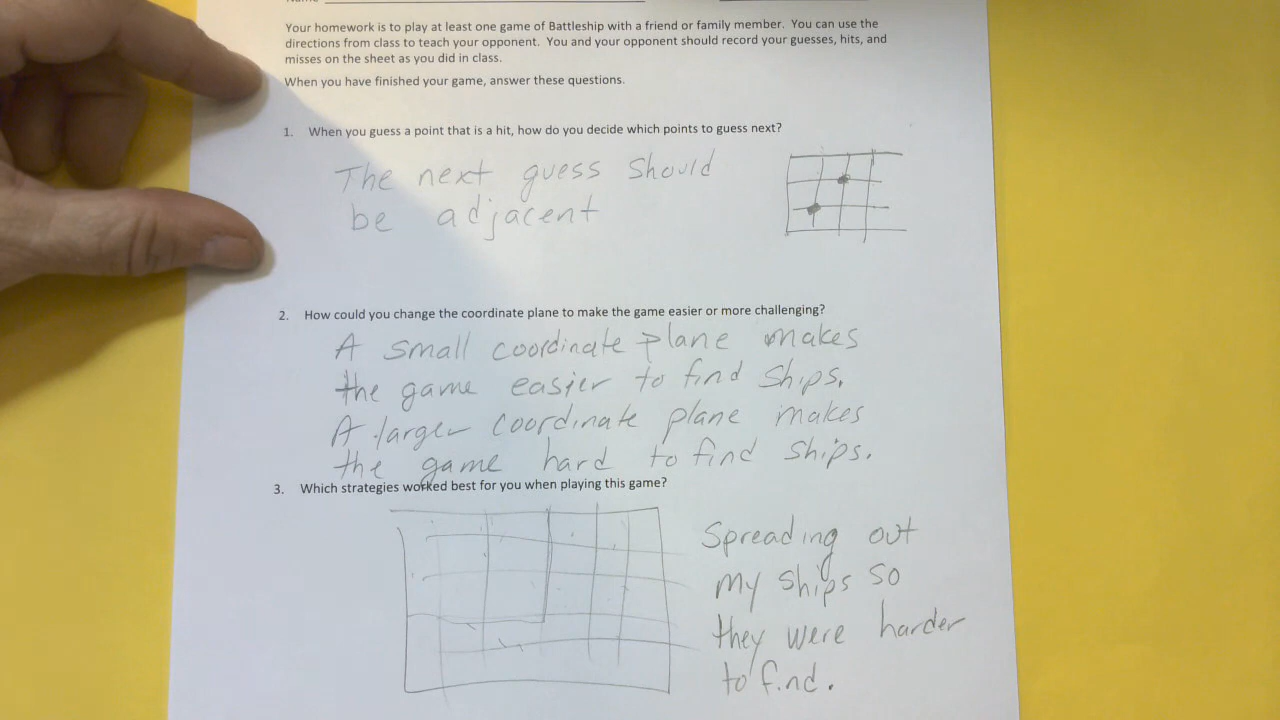 Your homework is to play at least one game of Battleship with a friend or family member. You can use the
directions from class to teach your opponent. You and your opponent should record your guesses, hits, and
misses on the sheet as you did in class.
When you have finished your game, answer these questions.
1. When you guess a point that is a hit, how do you decide which points to guess next?
The next guess should
be adjacent
2. How could you change the coordinate plane to make the game easier or more challenging?
A small coordinate plane makes
the game easier to find ships.
A larger coordinate plane makes
the game hard to find ships.
3. Which strategies worked best for you when playing this game?
Spreading out
my ships so
they were harder
to find.